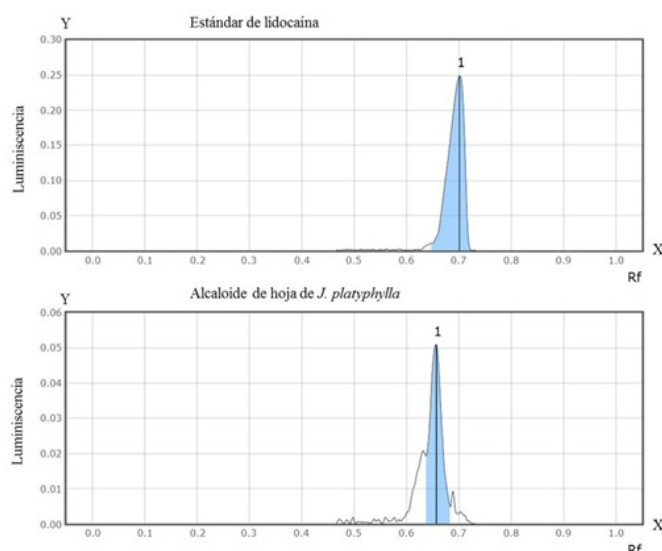 Y
Estándar de lidocaína
0.30
0.25
0.20
0.15
0.10
0.05
0.00
Luminiscencia
1
0.0 0.1 0.2 0.3 0.4 0.5 0.6 0.7 0.8 0.9 1.0
X
Rf
Y
Alcaloide de hoja de J. platyphylla
0.06
0.05
0.04
0.03
0.02
0.01
0.00
Luminiscencia
1
0.0 0.1 0.2 0.3 0.4 0.5 0.6 0.7 0.8 0.9 1.0
X
Rf